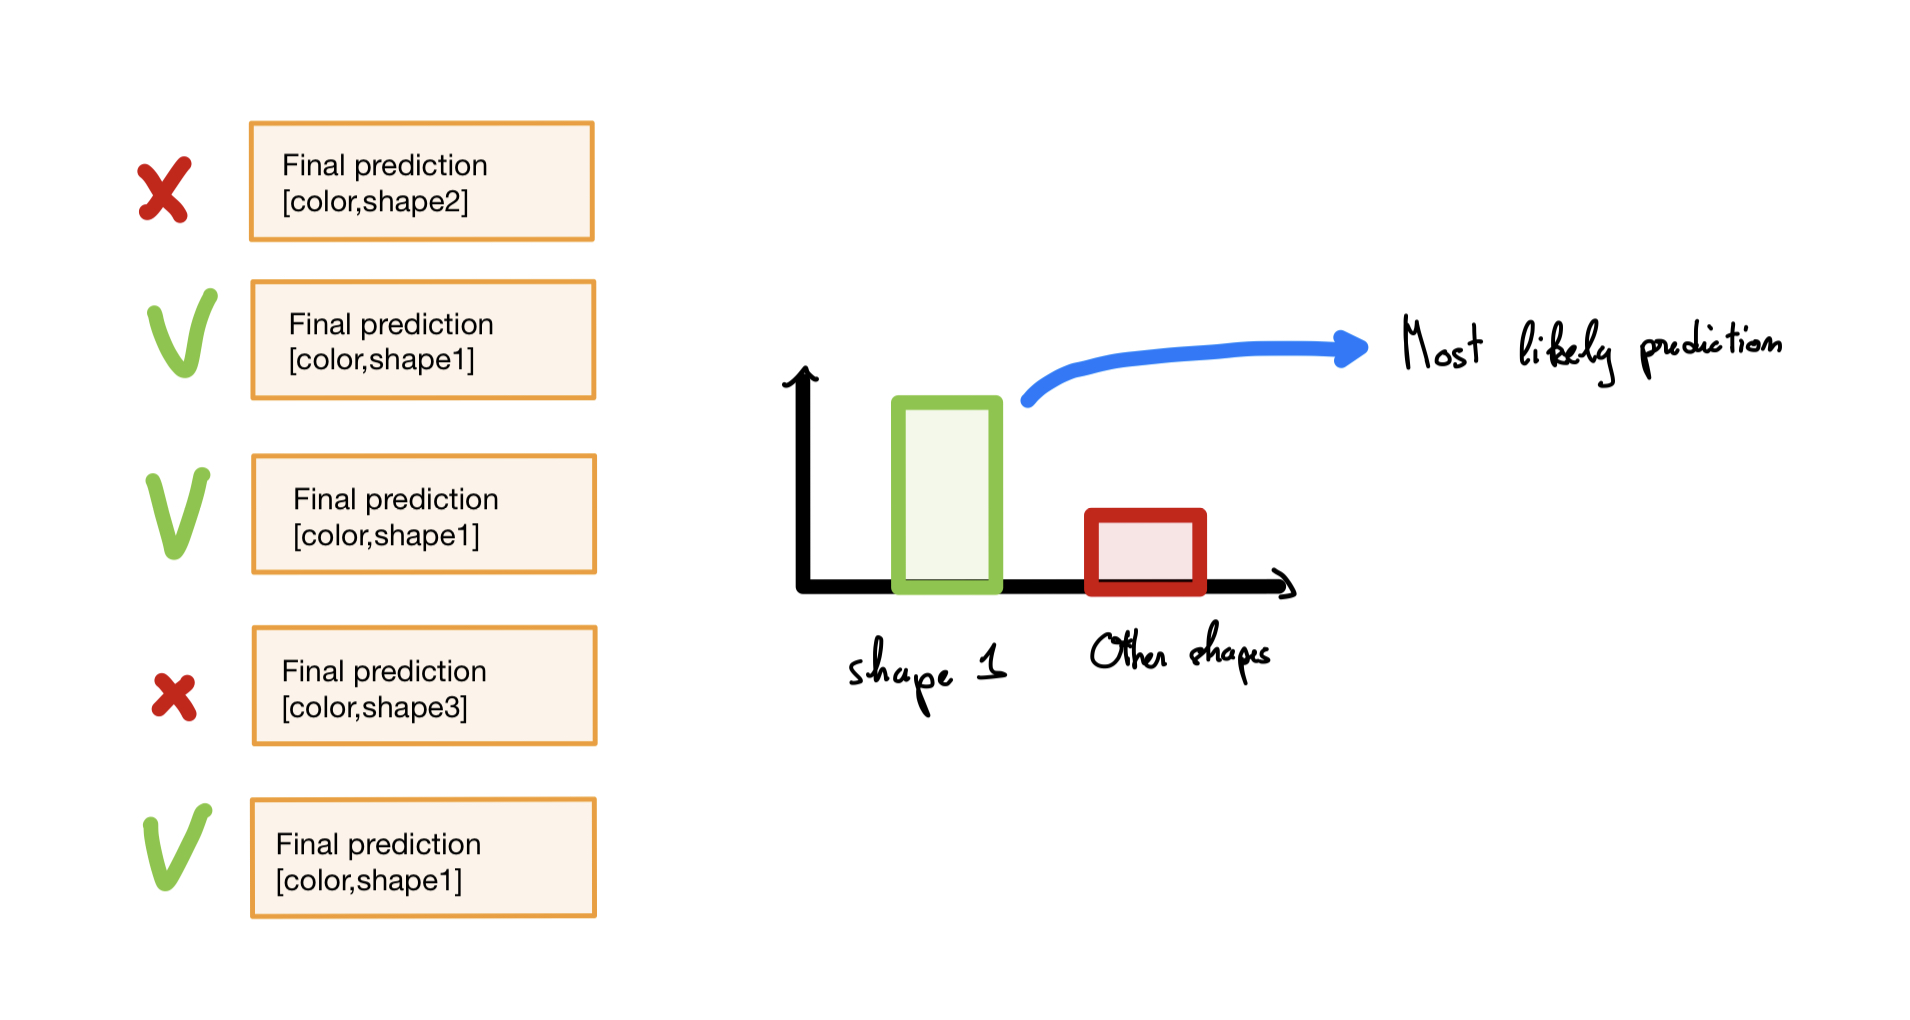 Final prediction
[color,shape2]
Final prediction
[color,shape1]
Final prediction
[color,shape1]
Final prediction
[color,shape3]
Final prediction
[color,shape1]
Most likely prediction
shape 1
Other shapes